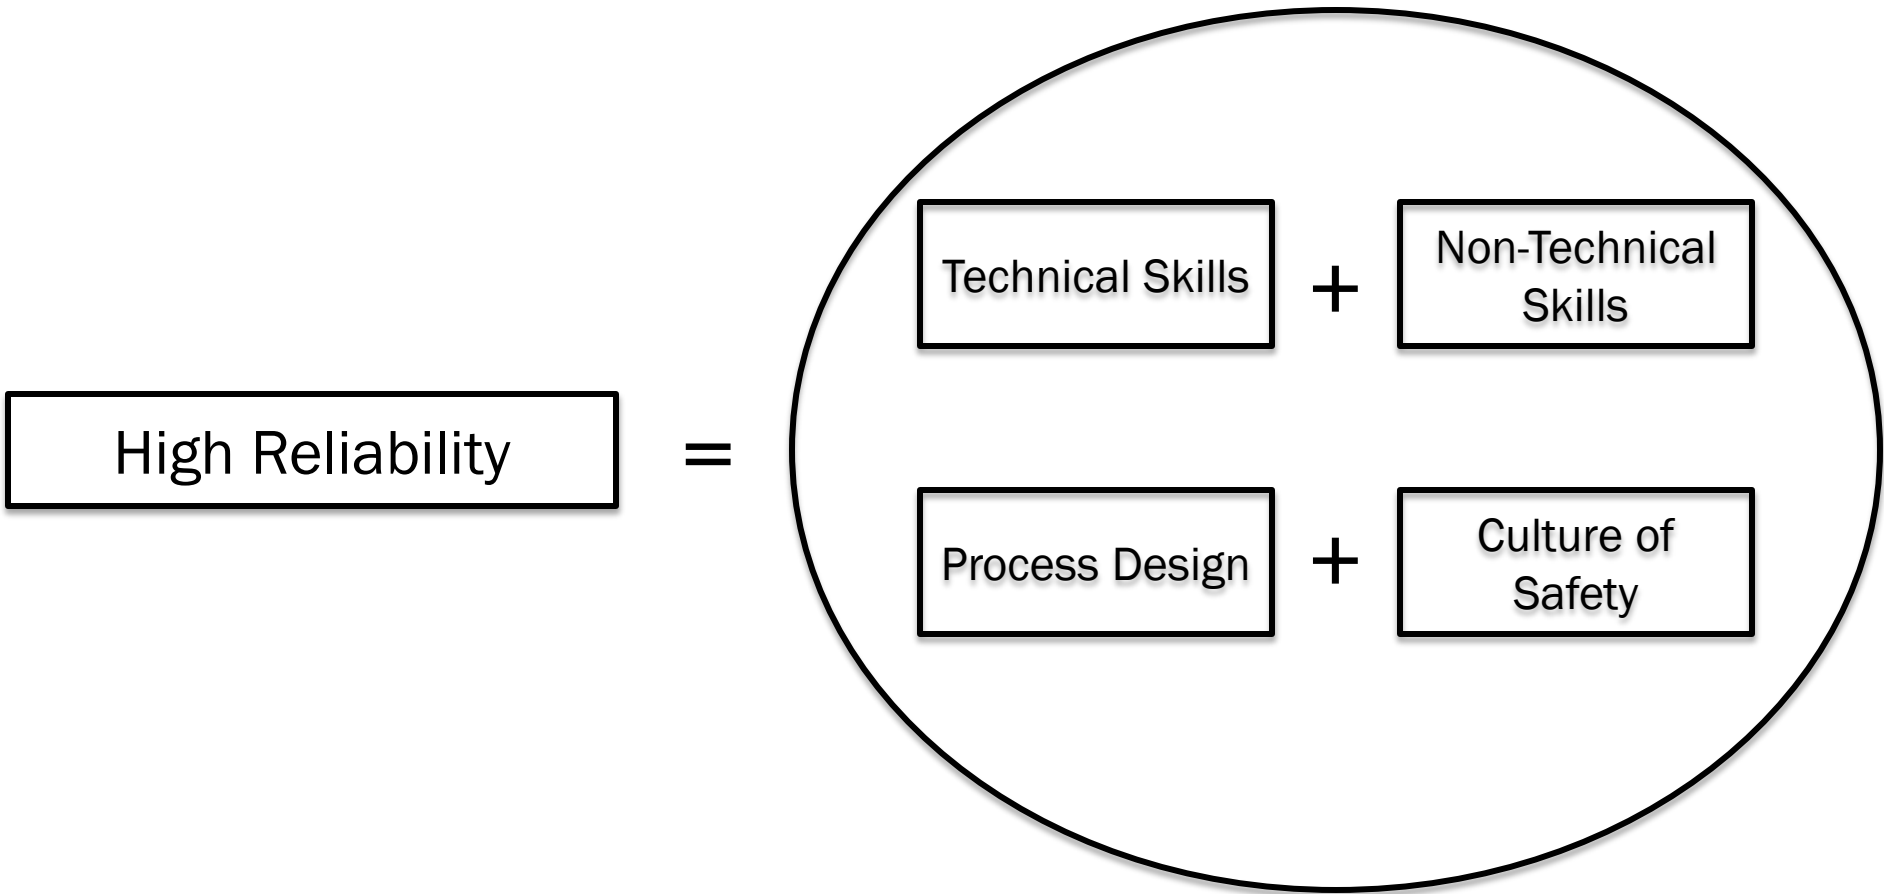 High Reliability
=
Technical Skills
+
Non-Technical
Skills
Process Design
+
Culture of
Safety